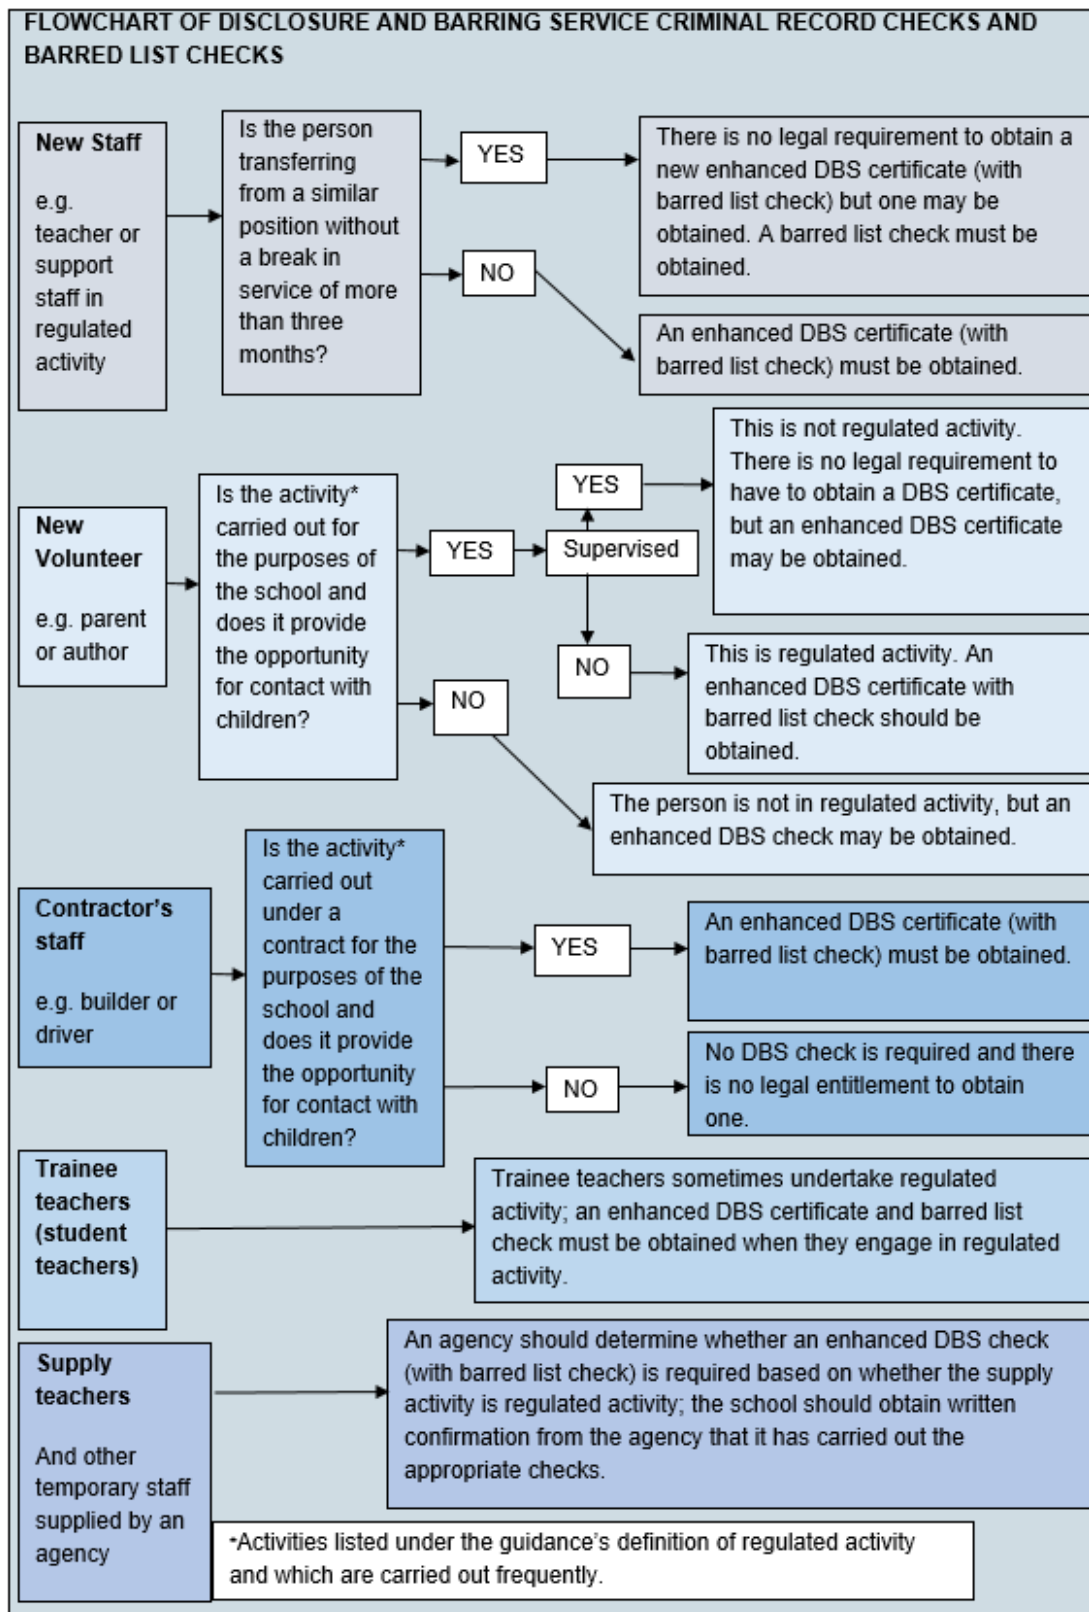 FLOWCHART OF DISCLOSURE AND BARRING SERVICE CRIMINAL RECORD CHECKS AND
BARRED LIST CHECKS
New Staff
e.g.
teacher or
support
staff in
regulated
activity
Is the person
transferring
from a similar
position without
a break in
service of more
than three
months?
YES
There is no legal requirement to obtain a
new enhanced DBS certificate (with
barred list check) but one may be
obtained. A barred list check must be
obtained.
NO
An enhanced DBS certificate (with
barred list check) must be obtained.
New
Volunteer
e.g. parent
or author
Is the activity*
carried out for
the purposes of
the school and
does it provide
the opportunity
for contact with
children?
YES
Supervised
YES
This is not regulated activity.
There is no legal requirement to
have to obtain a DBS certificate,
but an enhanced DBS certificate
may be obtained.
NO
This is regulated activity. An
enhanced DBS certificate with
barred list check should be
obtained.
NO
The person is not in regulated activity, but an
enhanced DBS check may be obtained.
Contractor's
staff
e.g. builder or
driver
Is the activity*
carried out
under a
contract for the
purposes of the
school and
does it provide
the opportunity
for contact with
children?
YES
An enhanced DBS certificate (with
barred list check) must be obtained.
NO
No DBS check is required and there
is no legal entitlement to obtain
one.
Trainee
teachers
(student
teachers)
Trainee teachers sometimes undertake regulated
activity; an enhanced DBS certificate and barred list
check must be obtained when they engage in regulated
activity.
Supply
teachers
And other
temporary staff
supplied by an
agency
An agency should determine whether an enhanced DBS check
(with barred list check) is required based on whether the supply
activity is regulated activity; the school should obtain written
confirmation from the agency that it has carried out the
appropriate checks.
*Activities listed under the guidance's definition of regulated activity
and which are carried out frequently.